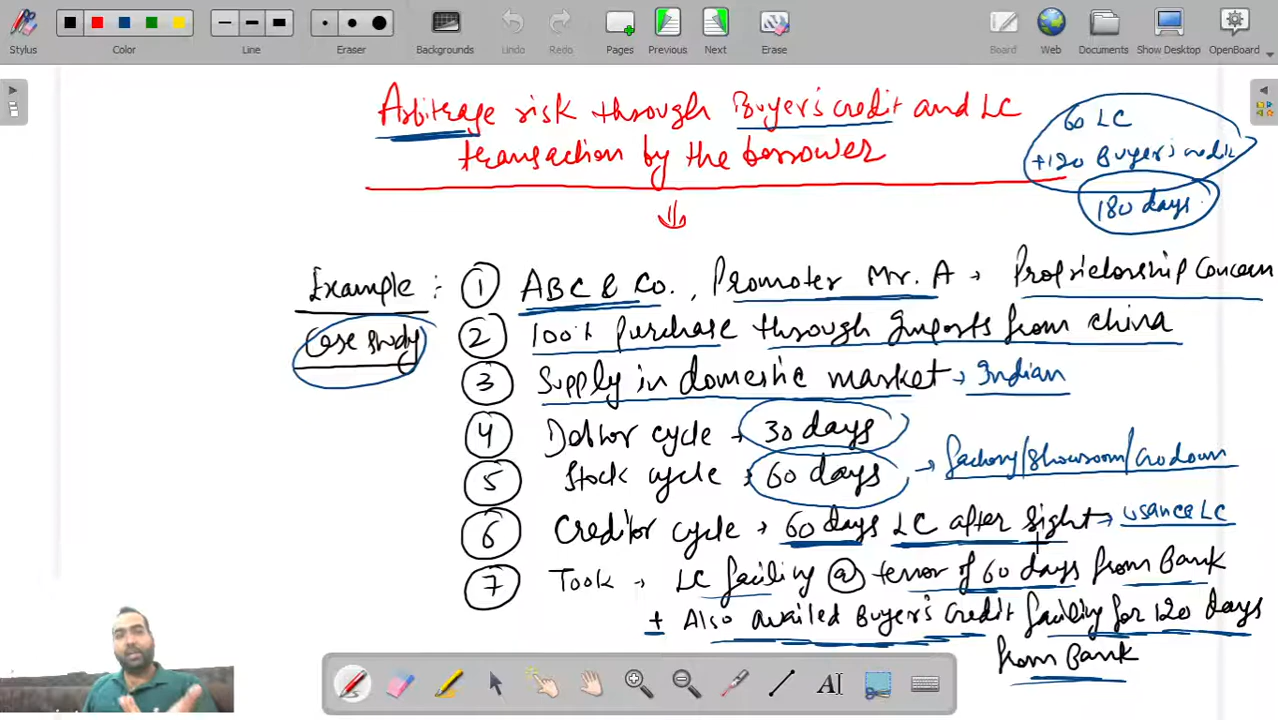 Stylus
Color
Line
Eraser
Backgrounds
Undo
Redo
Pages
Previous
Next
Erase
Board
Web
Documents
Show Desktop
OpenBoard
Arbitrage risk through Buyer's credit and LC
transaction by the borrower
60 LC
+120 Buyer's credit
180 days
Example :
Case study
1 ABC & Co. , Promoter Mr. A → Proprietorship Concern
2 100% purchase through Imports from china
3 Supply in domestic market → Indian
4 Debtor cycle → 30 days
5 Stock cycle → 60 days → factory/showroom/Godown
6 Creditor cycle → 60 days LC after sight → usance LC
7 Took → LC facility @ tenor of 60 days from Bank
+ Also availed Buyer's Credit facility for 120 days
from Bank